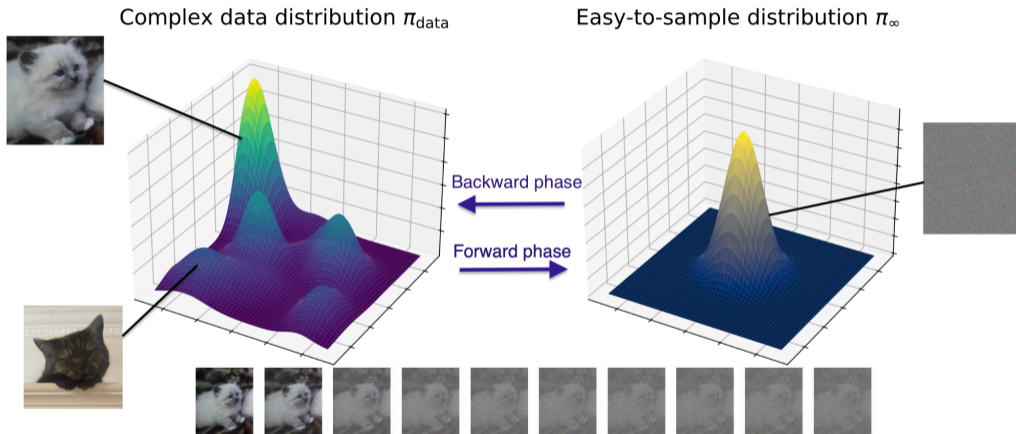 Complex data distribution π_data
Easy-to-sample distribution π_∞
Backward phase
Forward phase